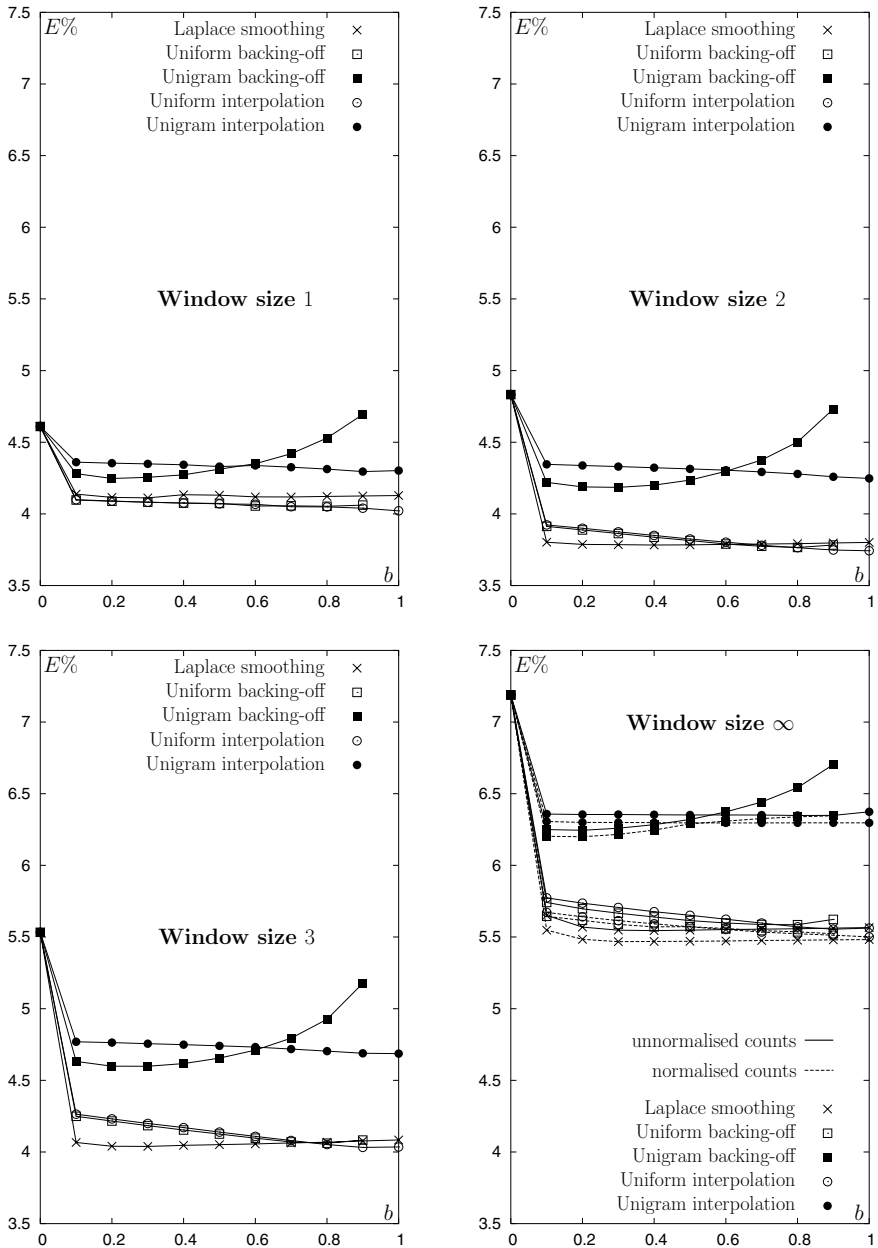 E%
Laplace smoothing
Uniform backing-off
Unigram backing-off
Uniform interpolation
Unigram interpolation
Window size 1
7.5
7
6.5
6
5.5
5
4.5
4
3.5
b
0 0.2 0.4 0.6 0.8 1
E%
Laplace smoothing
Uniform backing-off
Unigram backing-off
Uniform interpolation
Unigram interpolation
Window size 2
7.5
7
6.5
6
5.5
5
4.5
4
3.5
b
0 0.2 0.4 0.6 0.8 1
E%
Laplace smoothing
Uniform backing-off
Unigram backing-off
Uniform interpolation
Unigram interpolation
Window size 3
7.5
7
6.5
6
5.5
5
4.5
4
3.5
b
0 0.2 0.4 0.6 0.8 1
E%
Window size ∞
7.5
7
6.5
6
5.5
5
4.5
4
3.5
unnormalised counts
normalised counts
Laplace smoothing
Uniform backing-off
Unigram backing-off
Uniform interpolation
Unigram interpolation
b
0 0.2 0.4 0.6 0.8 1